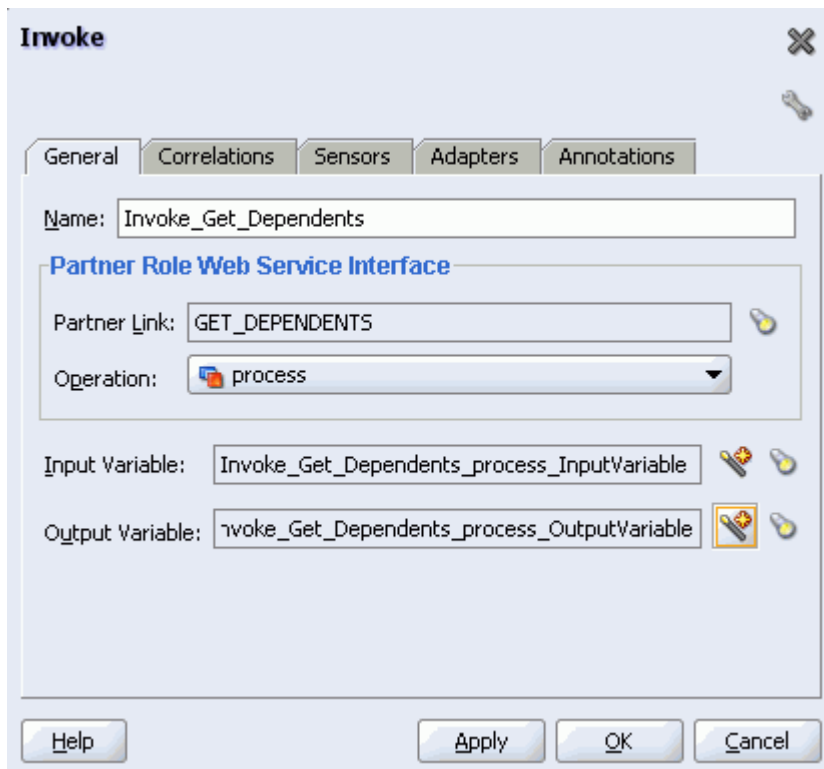 Invoke
General Correlations Sensors Adapters Annotations
Name: Invoke_Get_Dependents
Partner Role Web Service Interface
Partner Link: GET_DEPENDENTS
Operation: process
Input Variable: Invoke_Get_Dependents_process_InputVariable
Output Variable: nvoke_Get_Dependents_process_OutputVariable
Help Apply OK Cancel